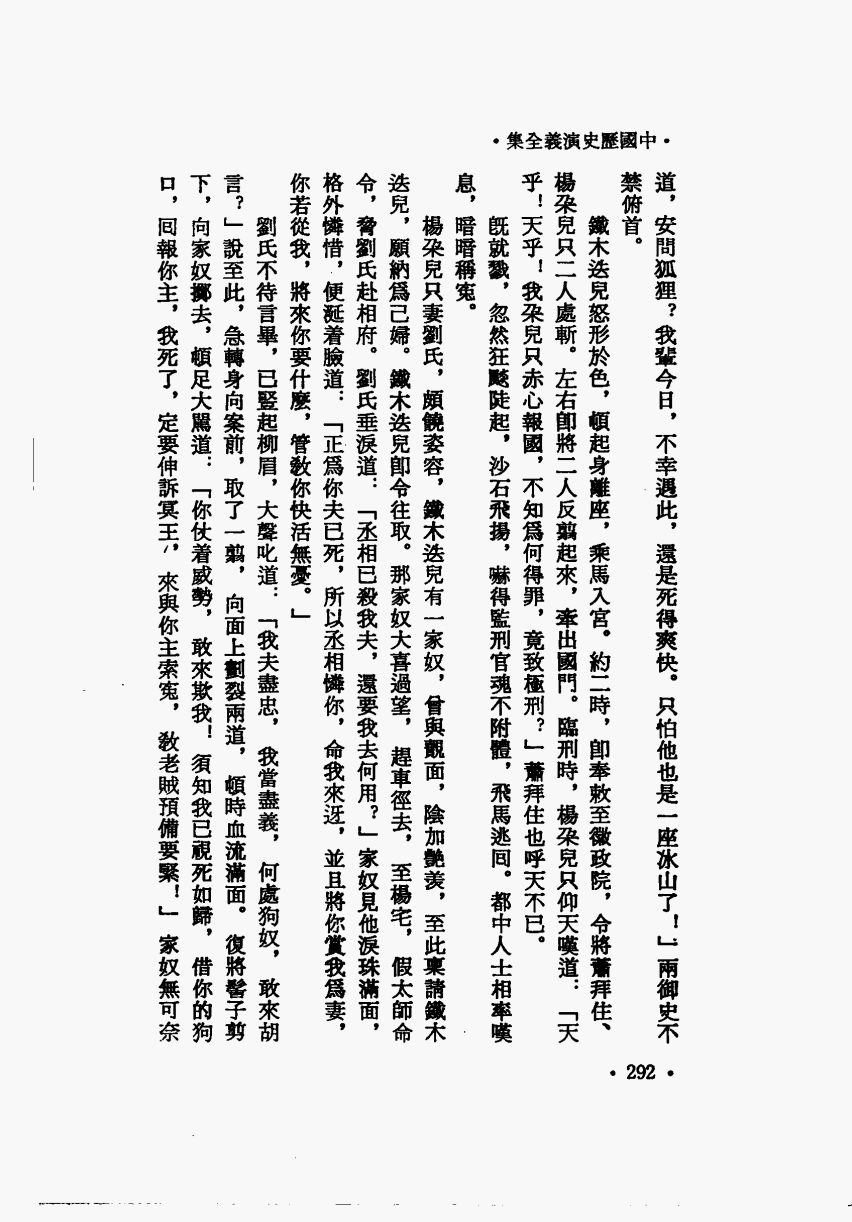 ·中國歷史演義全集·
道，安問狐狸？我輩今日，不幸遇此，還是死得爽快。只怕他也是一座冰山了！」兩御史不
禁俯首。
鐵木迭兒怒形於色，頓起身離座，乘馬入宮。約二時，卽奉敕至徽政院，令將蕭拜住、
楊朶兒只二人處斬。左右卽將二人反翦起來，牽出國門。臨刑時，楊朶兒只仰天嘆道：「天
乎！天乎！我朶兒只赤心報國，不知爲何得罪，竟致極刑？」蕭拜住也呼天不已。
旣就戮，忽然狂飈陡起，沙石飛揚，嚇得監刑官魂不附體，飛馬逃囘。都中人士相率嘆
息，暗暗稱寃。
楊朶兒只妻劉氏，頗饒姿容，鐵木迭兒有一家奴，曾與覿面，陰加艷羨，至此稟請鐵木
迭兒，願納爲己婦。鐵木迭兒卽令往取。那家奴大喜過望，趕車徑去，至楊宅，假太師命
令，脅劉氏赴相府。劉氏垂淚道：「丞相已殺我夫，還要我去何用？」家奴見他淚珠滿面，
格外憐惜，便涎着臉道：「正爲你夫已死，所以丞相憐你，命我來迓，並且將你賞我爲妻，
你若從我，將來你要什麼，管敎你快活無憂。」
劉氏不待言畢，已豎起柳眉，大聲叱道：「我夫盡忠，我當盡義，何處狗奴，敢來胡
言？」說至此，急轉身向案前，取了一翦，向面上劃裂兩道，頓時血流滿面。復將髻子剪
下，向家奴擲去，頓足大罵道：「你仗着威勢，敢來欺我！須知我已視死如歸，借你的狗
口，囘報你主，我死了，定要伸訴冥王，來與你主索寃，敎老賊預備要緊！」家奴無可奈
·292·